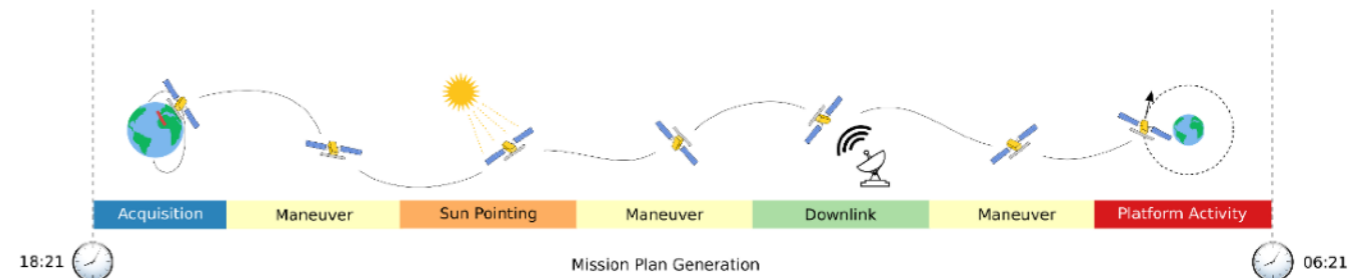 Acquisition Maneuver Sun Pointing Maneuver Downlink Maneuver Platform Activity
18:21 06:21
Mission Plan Generation